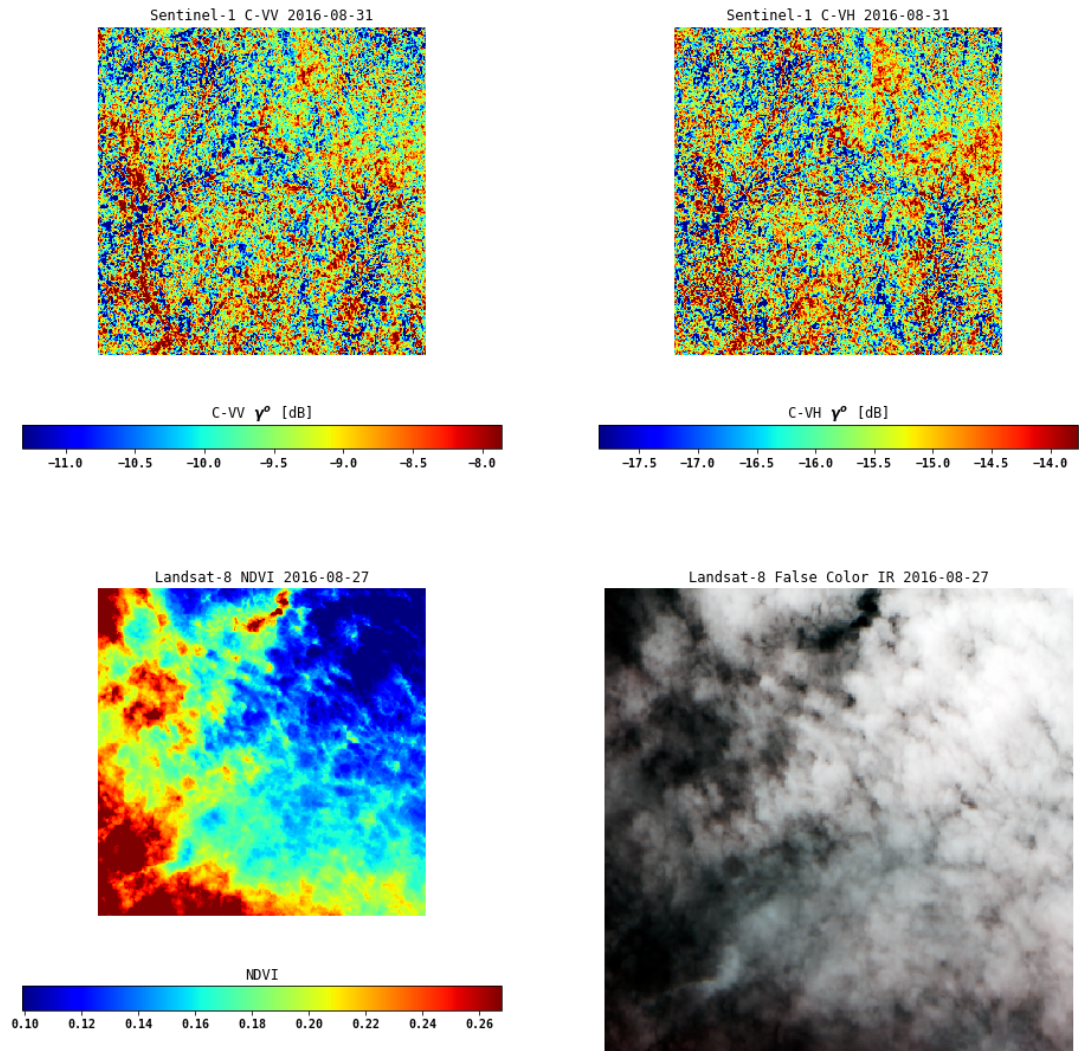 Sentinel-1 C-VV 2016-08-31
Sentinel-1 C-VH 2016-08-31
C-VV γ° [dB]
−11.0 −10.5 −10.0 −9.5 −9.0 −8.5 −8.0
C-VH γ° [dB]
−17.5 −17.0 −16.5 −16.0 −15.5 −15.0 −14.5 −14.0
Landsat-8 NDVI 2016-08-27
Landsat-8 False Color IR 2016-08-27
NDVI
0.10 0.12 0.14 0.16 0.18 0.20 0.22 0.24 0.26